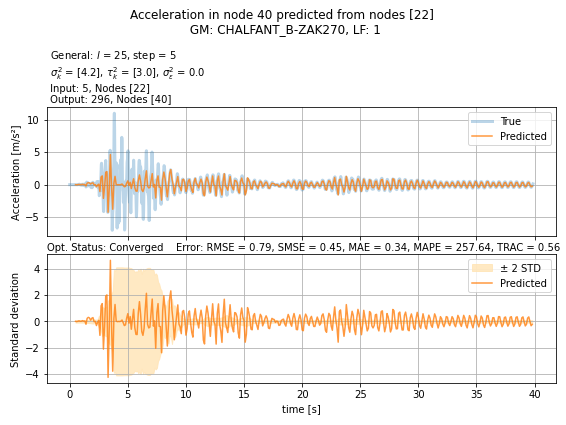 Acceleration in node 40 predicted from nodes [22]
GM: CHALFANT_B-ZAK270, LF: 1
General: l = 25, step = 5
σ²ₖ = [4.2], τ²ₖ = [3.0], σ²ₑ = 0.0
Input: 5, Nodes [22]
Output: 296, Nodes [40]
Acceleration [m/s²]
10
5
0
−5
True
Predicted
Opt. Status: Converged Error: RMSE = 0.79, SMSE = 0.45, MAE = 0.34, MAPE = 257.64, TRAC = 0.56
Standard deviation
4
2
0
−2
−4
± 2 STD
Predicted
0 5 10 15 20 25 30 35 40
time [s]